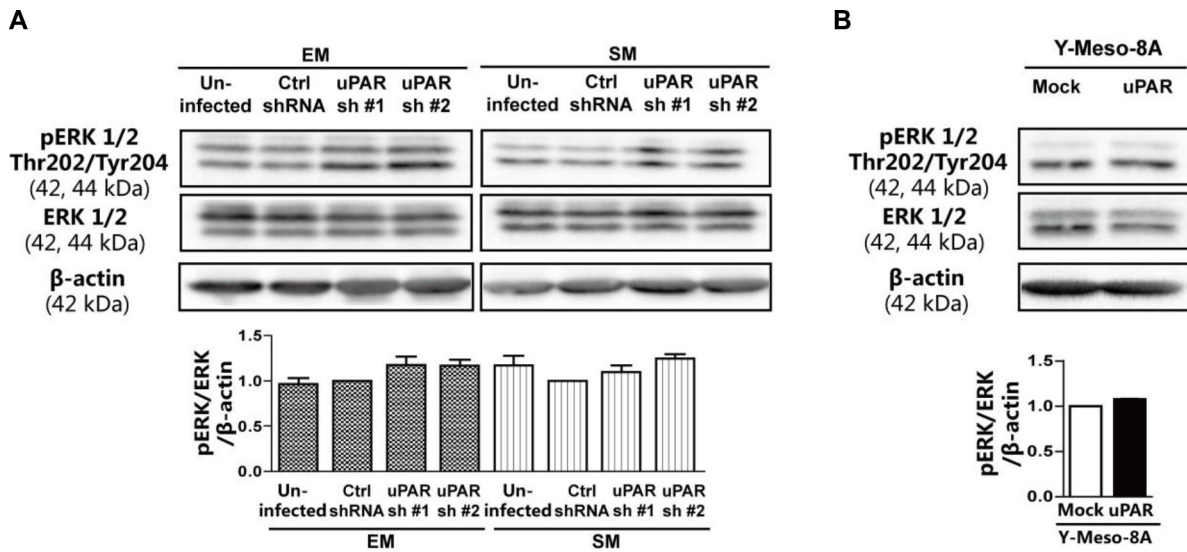 A
B
EM
SM
Un-
infected
Ctrl
shRNA
uPAR
sh #1
uPAR
sh #2
Un-
infected
Ctrl
shRNA
uPAR
sh #1
uPAR
sh #2
pERK 1/2
Thr202/Tyr204
(42, 44 kDa)
ERK 1/2
(42, 44 kDa)
β-actin
(42 kDa)
pERK/ERK
/β-actin
1.5
1.0
0.5
0.0
Un-
infected
Ctrl
shRNA
uPAR
sh #1
uPAR
sh #2
Un-
infected
Ctrl
shRNA
uPAR
sh #1
uPAR
sh #2
EM
SM
Y-Meso-8A
Mock uPAR
pERK 1/2
Thr202/Tyr204
(42, 44 kDa)
ERK 1/2
(42, 44 kDa)
β-actin
(42 kDa)
pERK/ERK
/β-actin
1.5
1.0
0.5
0.0
Mock uPAR
Y-Meso-8A